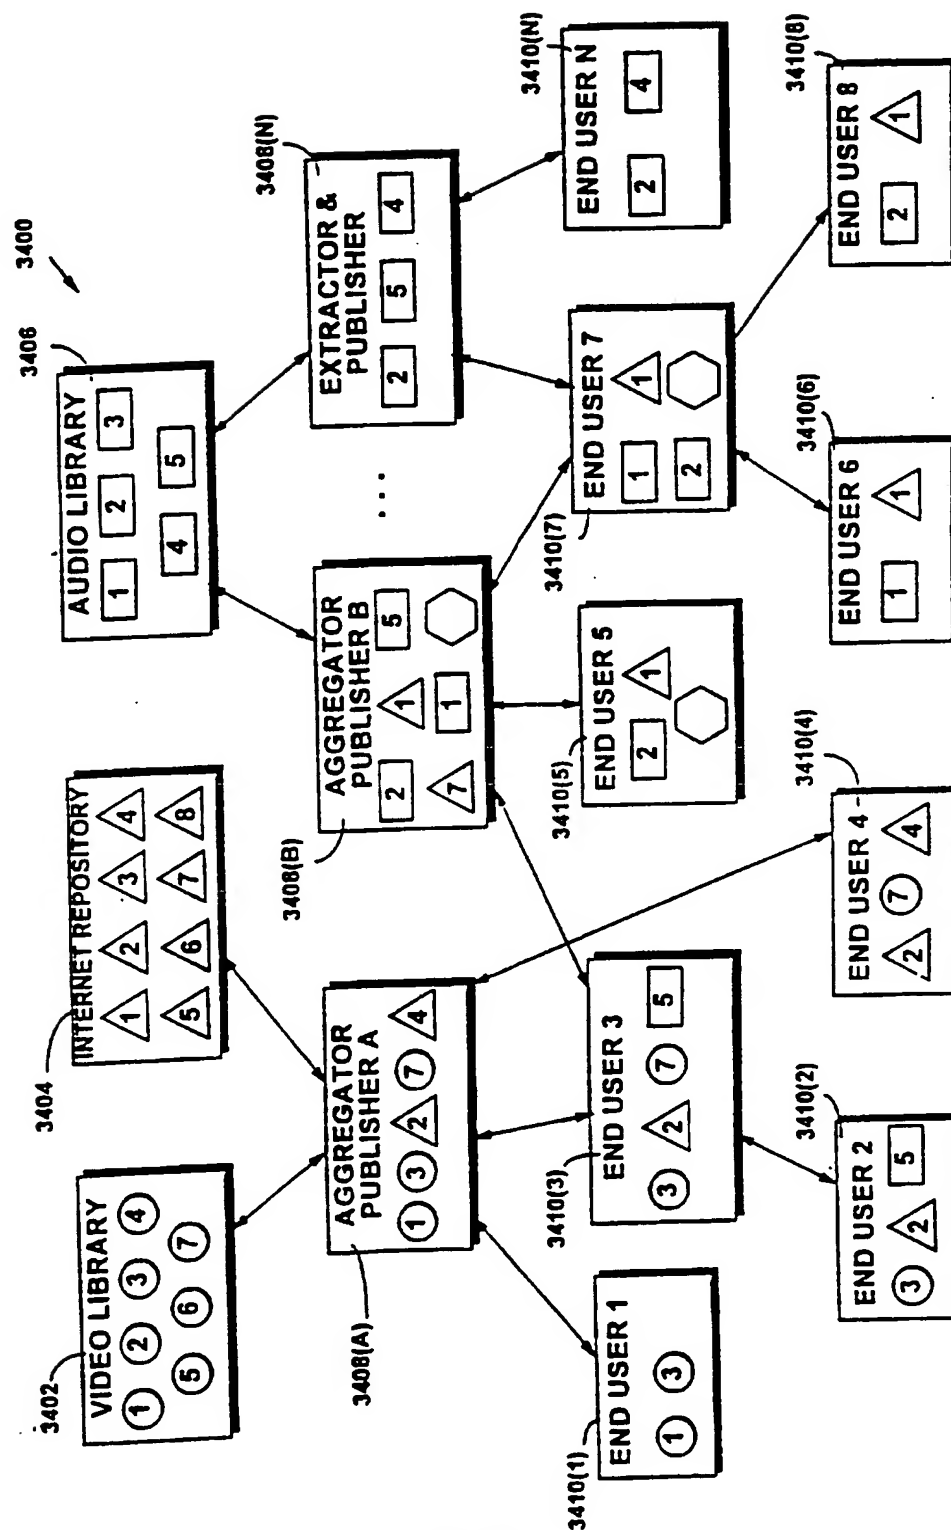 3400
3402
VIDEO LIBRARY
1 2 3 4
5 6 7
3404
INTERNET REPOSITORY
1 2 3 4
5 6 7 8
3406
AUDIO LIBRARY
1 2 3
4 5
3408(A)
AGGREGATOR
PUBLISHER A
1 3 2 7 4
3408(B)
AGGREGATOR
PUBLISHER B
2 1 5
7 1
...
3408(N)
EXTRACTOR &
PUBLISHER
2 5 4
3410(1)
END USER 1
1 3
3410(3)
END USER 3
3 2 7 5
3410(5)
END USER 5
2 1
3410(7)
END USER 7
1 1
2
3410(N)
END USER N
2 4
3410(2)
END USER 2
3 2 5
3410(4)
END USER 4
2 7 4
3410(6)
END USER 6
1 1
3410(8)
END USER 8
2 1